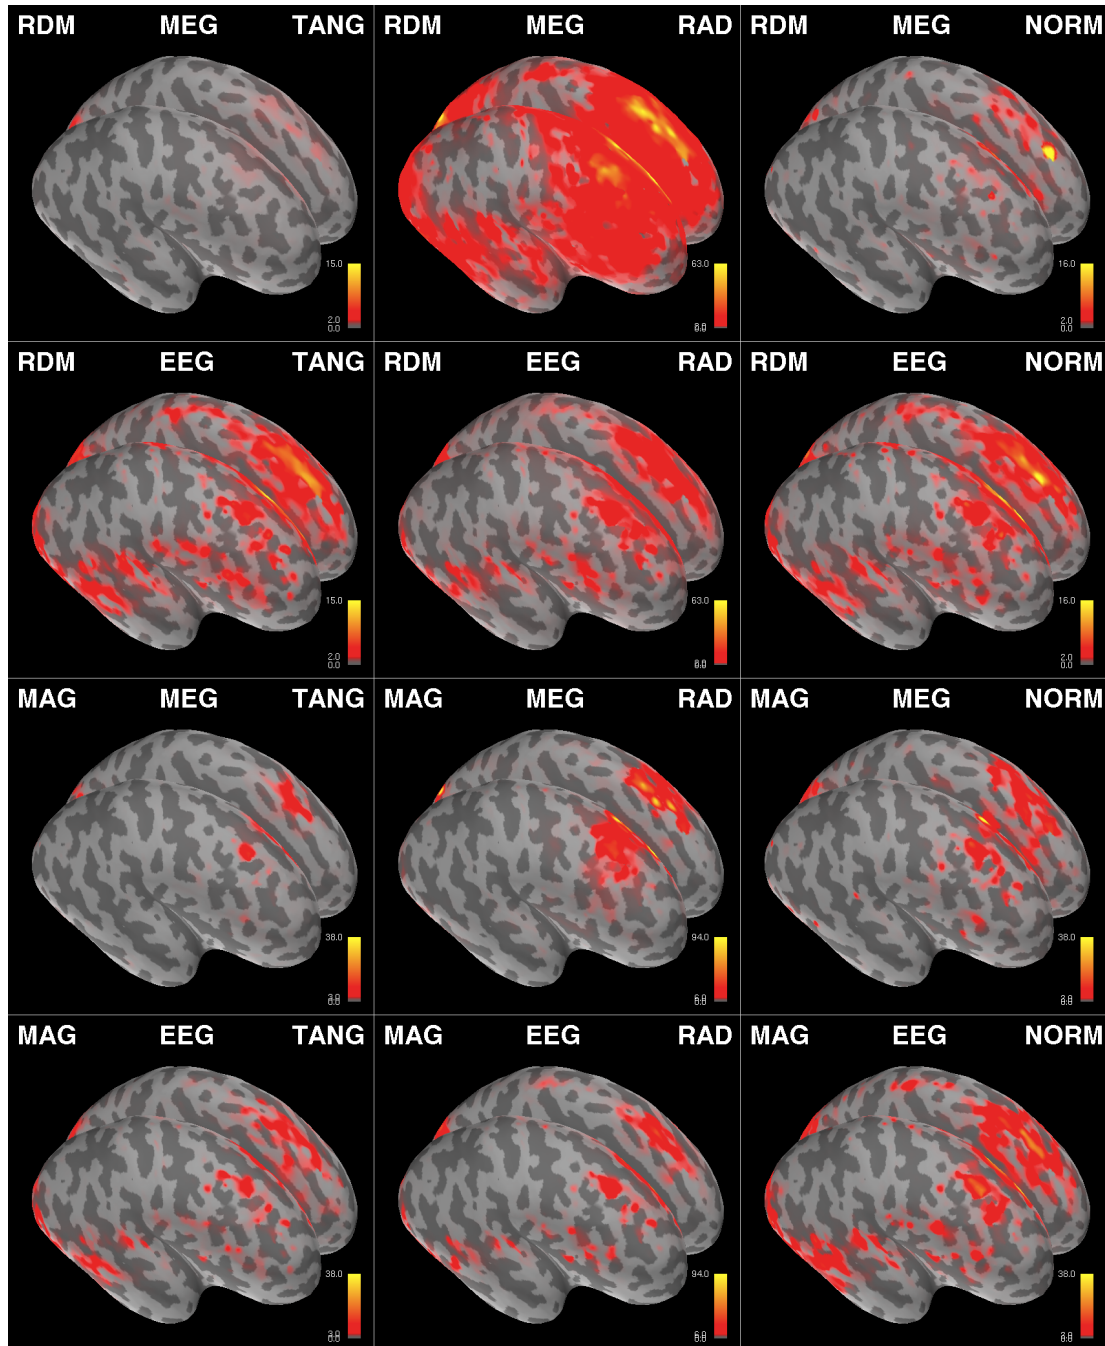 RDM MEG TANG
15.0
2.0
0.0
RDM MEG RAD
63.0
RDM MEG NORM
16.0
2.0
0.0
RDM EEG TANG
15.0
2.0
0.0
RDM EEG RAD
63.0
RDM EEG NORM
16.0
2.0
0.0
MAG MEG TANG
38.0
MAG MEG RAD
94.0
MAG MEG NORM
38.0
MAG EEG TANG
38.0
MAG EEG RAD
94.0
MAG EEG NORM
38.0